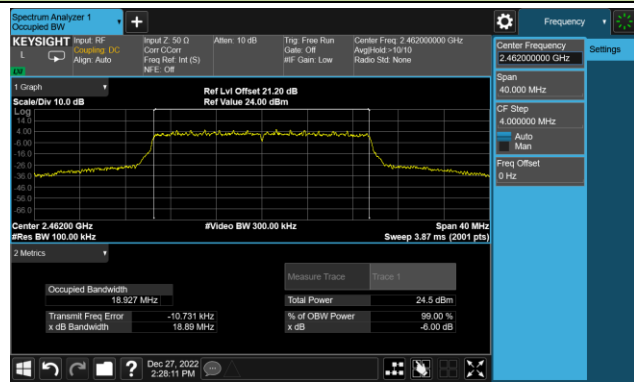 Spectrum Analyzer 1
Occupied BW
+
Frequency
KEYSIGHT
L
LW
Input: RF
Coupling: DC
Align: Auto
Input Z: 50 Ω
Corr CCorr
Freq Ref: Int (S)
NFE: Off
Atten: 10 dB
Trig: Free Run
Gate: Off
#IF Gain: Low
Center Freq: 2.462000000 GHz
Avg|Hold:>10/10
Radio Std: None
Center Frequency
2.462000000 GHz
Settings
Span
40.000 MHz
CF Step
4.000000 MHz
Auto
Man
Freq Offset
0 Hz
1 Graph
Scale/Div 10.0 dB
Ref Lvl Offset 21.20 dB
Ref Value 24.00 dBm
Log
14.0
4.00
-6.00
-16.0
-26.0
-36.0
-46.0
-56.0
-66.0
Center 2.46200 GHz
#Res BW 100.00 kHz
#Video BW 300.00 kHz
Span 40 MHz
Sweep 3.87 ms (2001 pts)
2 Metrics
Measure Trace
Trace 1
Occupied Bandwidth
18.927 MHz
Total Power
24.5 dBm
Transmit Freq Error
-10.731 kHz
% of OBW Power
99.00 %
x dB Bandwidth
18.89 MHz
x dB
-6.00 dB
?
Dec 27, 2022
2:28:11 PM